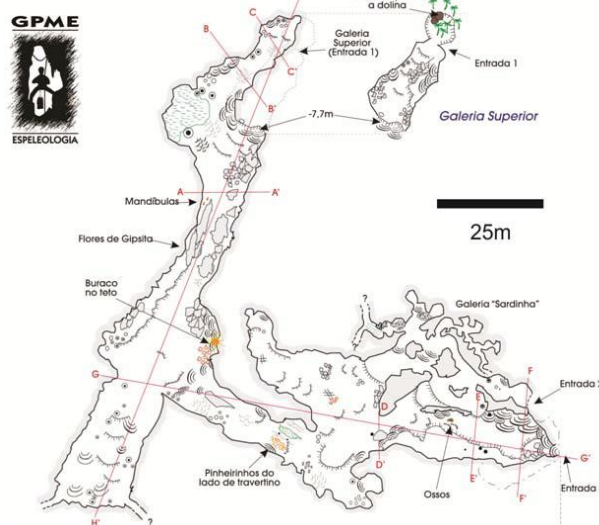 GPME
ESPELEOLOGIA
a dolina
C
B
Galeria
Superior
(Entrada 1)
Entrada 1
C'
B'
-7,7m
Galeria Superior
A
A'
Mandíbulas
25m
Flores de Gipsita
Buraco
no teto
?
Galeria "Sardinha"
G
F
Entrada
D
E
Pinheirinhos do
lado de travertino
D'
Ossos
E'
F'
G'
Entrada
H'
?